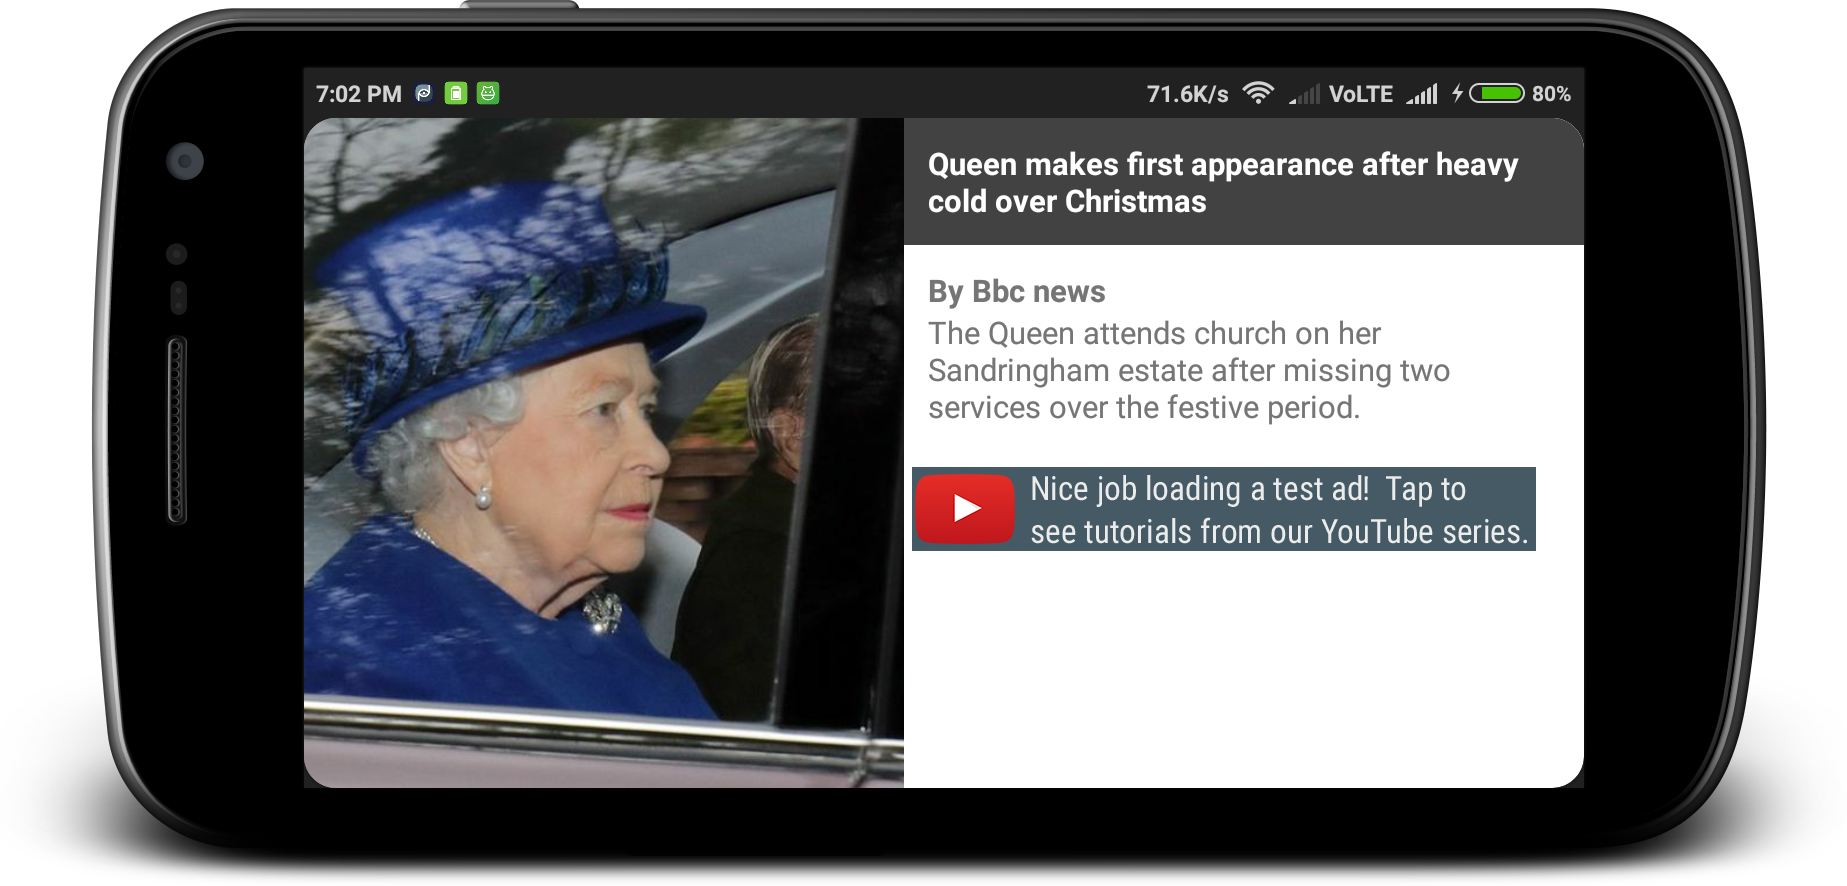 7:02 PM
71.6K/s VoLTE 80%
Queen makes first appearance after heavy
cold over Christmas
By Bbc news
The Queen attends church on her
Sandringham estate after missing two
services over the festive period.
Nice job loading a test ad! Tap to
see tutorials from our YouTube series.